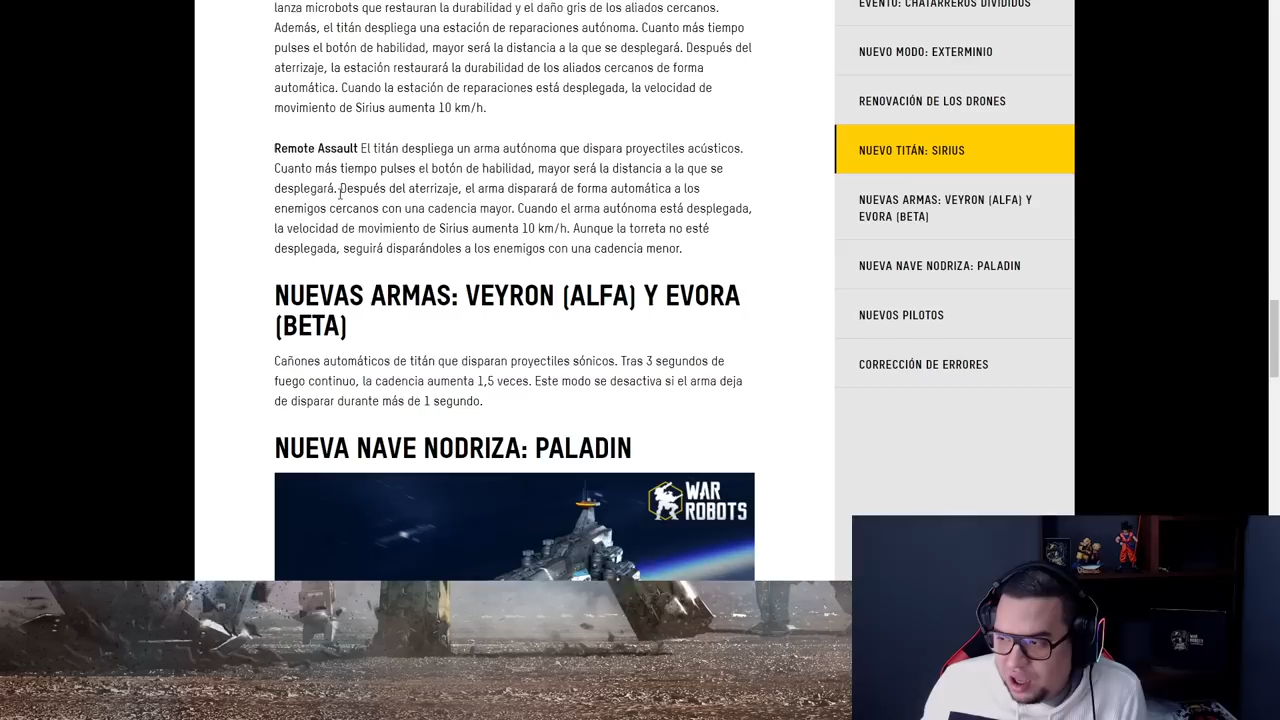 lanza microbots que restauran la durabilidad y el daño gris de los aliados cercanos.
Además, el titán despliega una estación de reparaciones autónoma. Cuanto más tiempo
pulses el botón de habilidad, mayor será la distancia a la que se desplegará. Después del
aterrizaje, la estación restaurará la durabilidad de los aliados cercanos de forma
automática. Cuando la estación de reparaciones está desplegada, la velocidad de
movimiento de Sirius aumenta 10 km/h.
Remote Assault El titán despliega un arma autónoma que dispara proyectiles acústicos.
Cuanto más tiempo pulses el botón de habilidad, mayor será la distancia a la que se
desplegará. Después del aterrizaje, el arma disparará de forma automática a los
enemigos cercanos con una cadencia mayor. Cuando el arma autónoma está desplegada,
la velocidad de movimiento de Sirius aumenta 10 km/h. Aunque la torreta no esté
desplegada, seguirá disparándoles a los enemigos con una cadencia menor.
NUEVAS ARMAS: VEYRON (ALFA) Y EVORA
(BETA)
Cañones automáticos de titán que disparan proyectiles sónicos. Tras 3 segundos de
fuego continuo, la cadencia aumenta 1,5 veces. Este modo se desactiva si el arma deja
de disparar durante más de 1 segundo.
NUEVA NAVE NODRIZA: PALADIN
WAR
ROBOTS
EVENTO: CHATARREROS DIVIDIDOS
NUEVO MODO: EXTERMINIO
RENOVACIÓN DE LOS DRONES
NUEVO TITÁN: SIRIUS
NUEVAS ARMAS: VEYRON (ALFA) Y
EVORA (BETA)
NUEVA NAVE NODRIZA: PALADIN
NUEVOS PILOTOS
CORRECCIÓN DE ERRORES